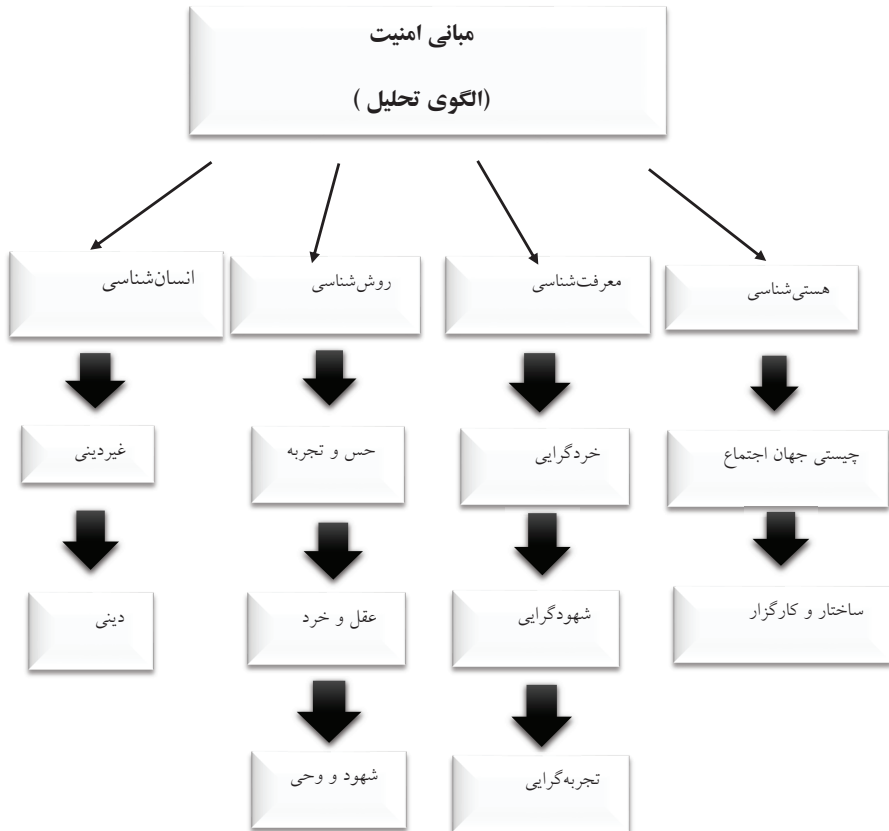 مبانی امنیت
(الگوی تحلیل )
هستی‌شناسی
معرفت‌شناسی
روش‌شناسی
انسان‌شناسی
چیستی جهان اجتماع
خردگرایی
حس و تجربه
غیردینی
ساختار و کارگزار
شهودگرایی
عقل و خرد
دینی
تجربه‌گرایی
شهود و وحی